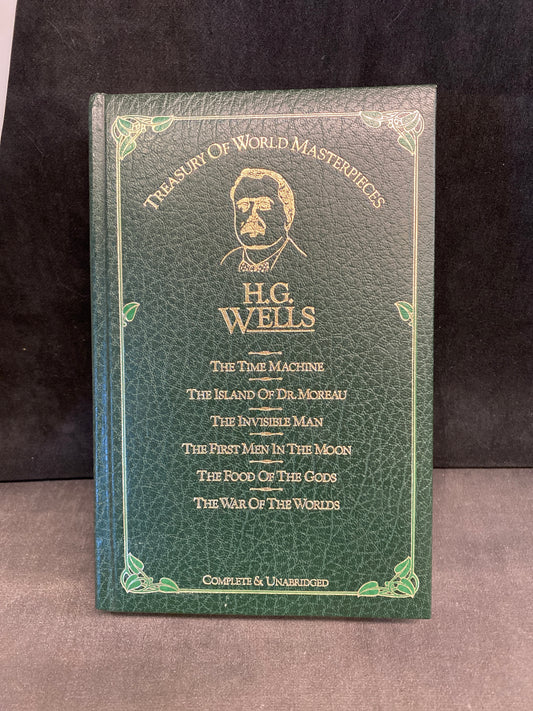 TREASURY OF WORLD MASTERPIECES
H.G.
WELLS
THE TIME MACHINE
THE ISLAND OF DR. MOREAU
THE INVISIBLE MAN
THE FIRST MEN IN THE MOON
THE FOOD OF THE GODS
THE WAR OF THE WORLDS
COMPLETE & UNABRIDGED